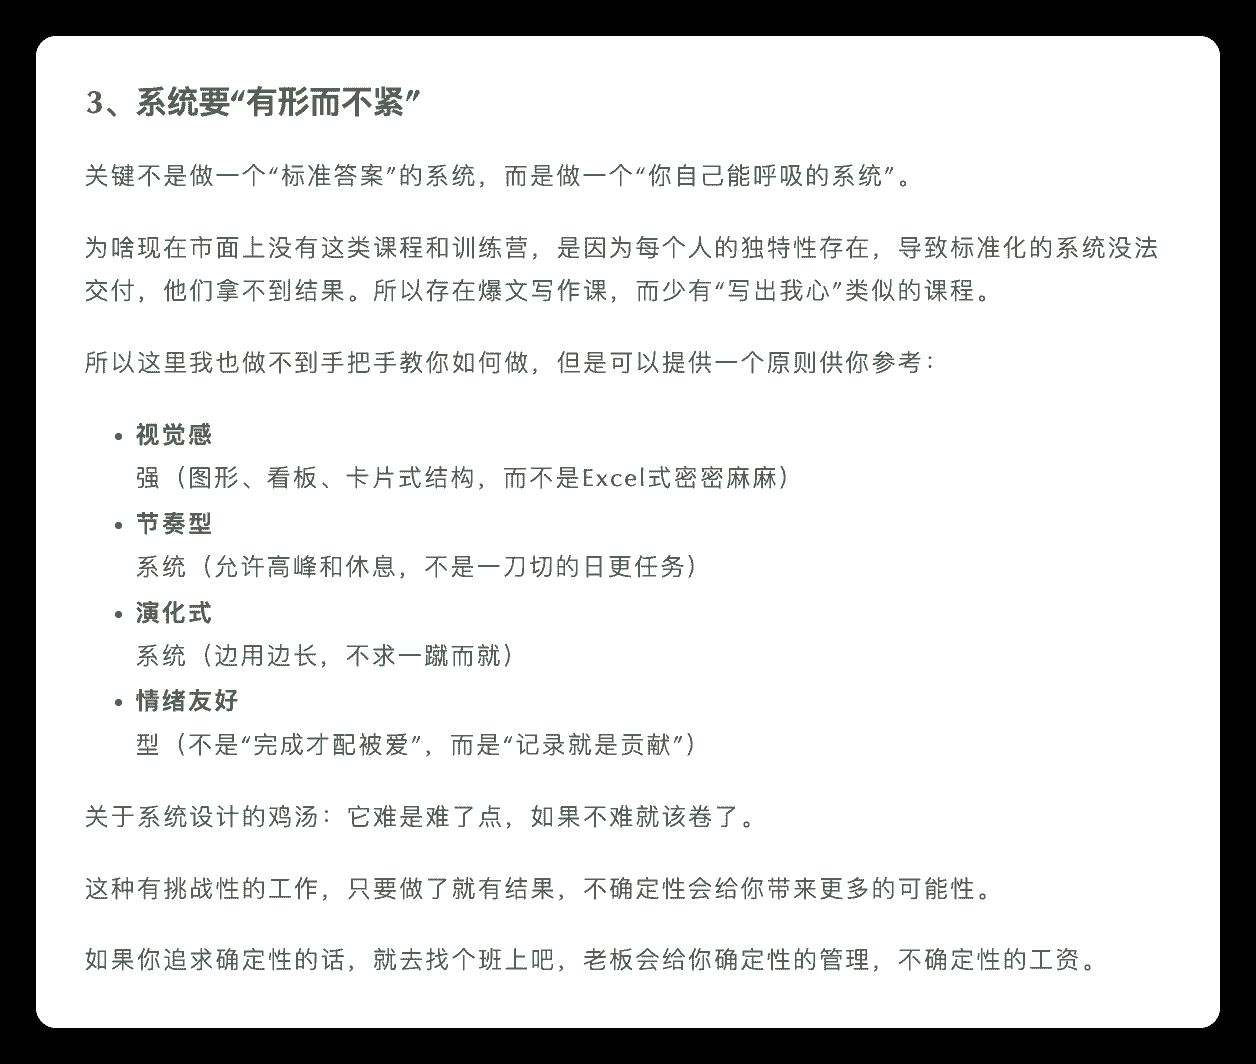 3、系统要“有形而不紧”
关键不是做一个“标准答案”的系统，而是做一个“你自己能呼吸的系统”。
为啥现在市面上没有这类课程和训练营，是因为每个人的独特性存在，导致标准化的系统没法
交付，他们拿不到结果。所以存在爆文写作课，而少有“写出我心”类似的课程。
所以这里我也做不到手把手教你如何做，但是可以提供一个原则供你参考：
• 视觉感
强（图形、看板、卡片式结构，而不是Excel式密密麻麻）
• 节奏型
系统（允许高峰和休息，不是一刀切的日更任务）
• 演化式
系统（边用边长，不求一蹴而就）
• 情绪友好
型（不是“完成才配被爱”，而是“记录就是贡献”）
关于系统设计的鸡汤：它难是难了点，如果不难就该卷了。
这种有挑战性的工作，只要做了就有结果，不确定性会给你带来更多的可能性。
如果你追求确定性的话，就去找个班上吧，老板会给你确定性的管理，不确定性的工资。